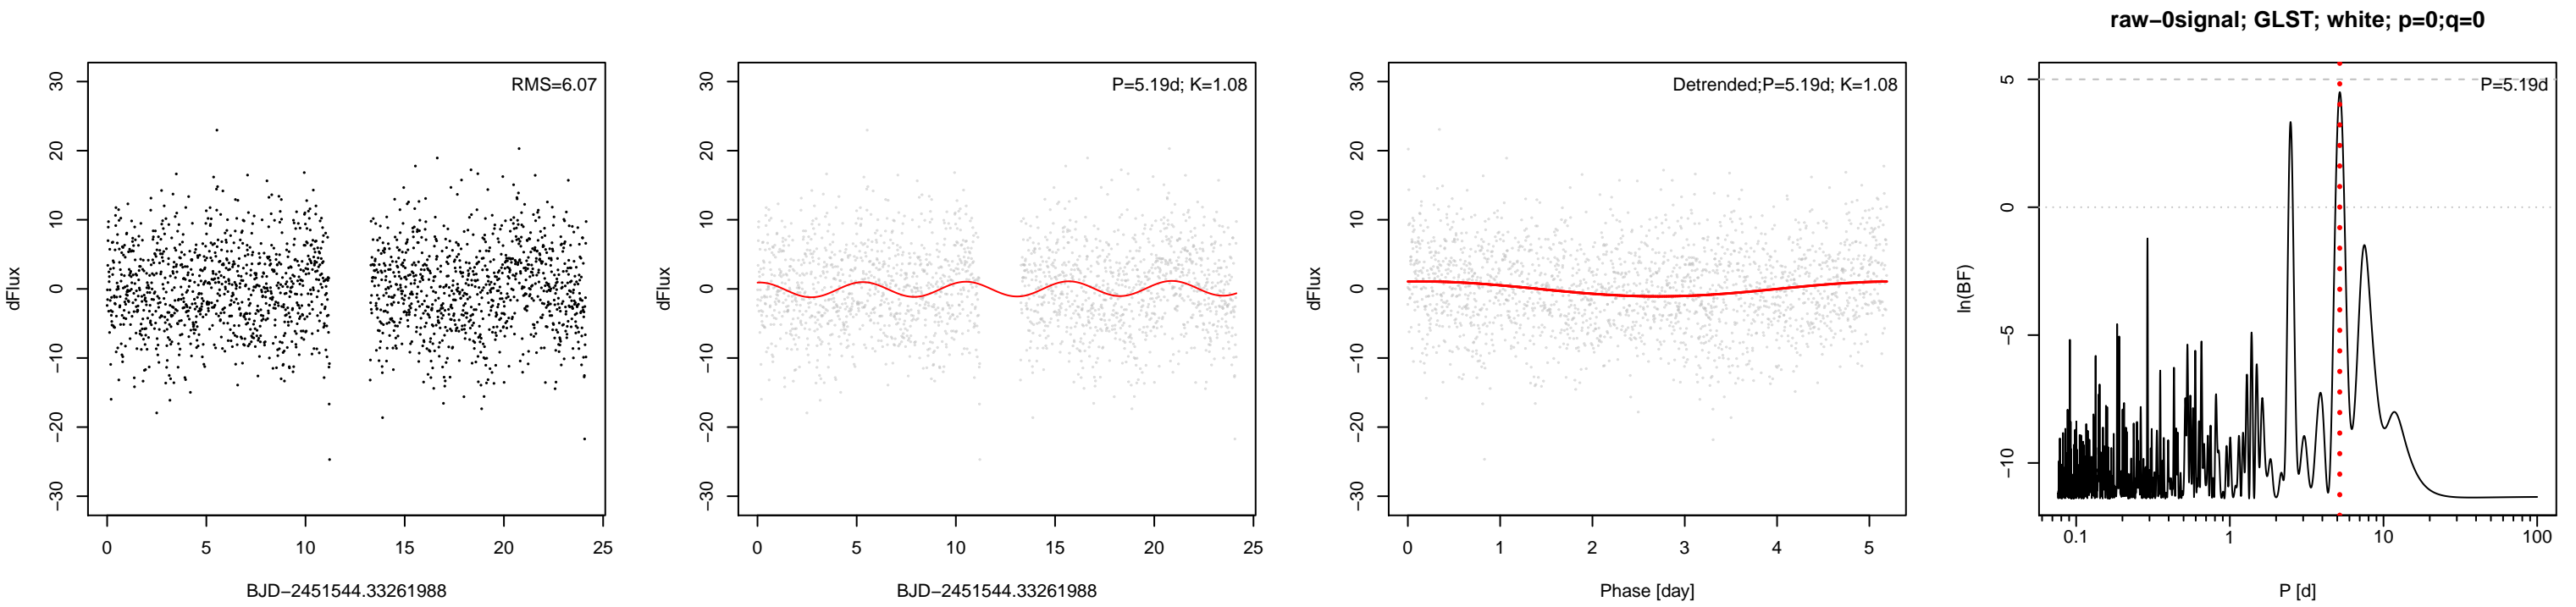 raw−0signal; GLST; white; p=0;q=0
RMS=6.07
dFlux
30
20
10
0
−10
−20
−30
0 5 10 15 20 25
BJD−2451544.33261988
P=5.19d; K=1.08
dFlux
30
20
10
0
−10
−20
−30
0 5 10 15 20 25
BJD−2451544.33261988
Detrended;P=5.19d; K=1.08
dFlux
30
20
10
0
−10
−20
−30
0 1 2 3 4 5
Phase [day]
P=5.19d
ln(BF)
5
0
−5
−10
0.1 1 10 100
P [d]